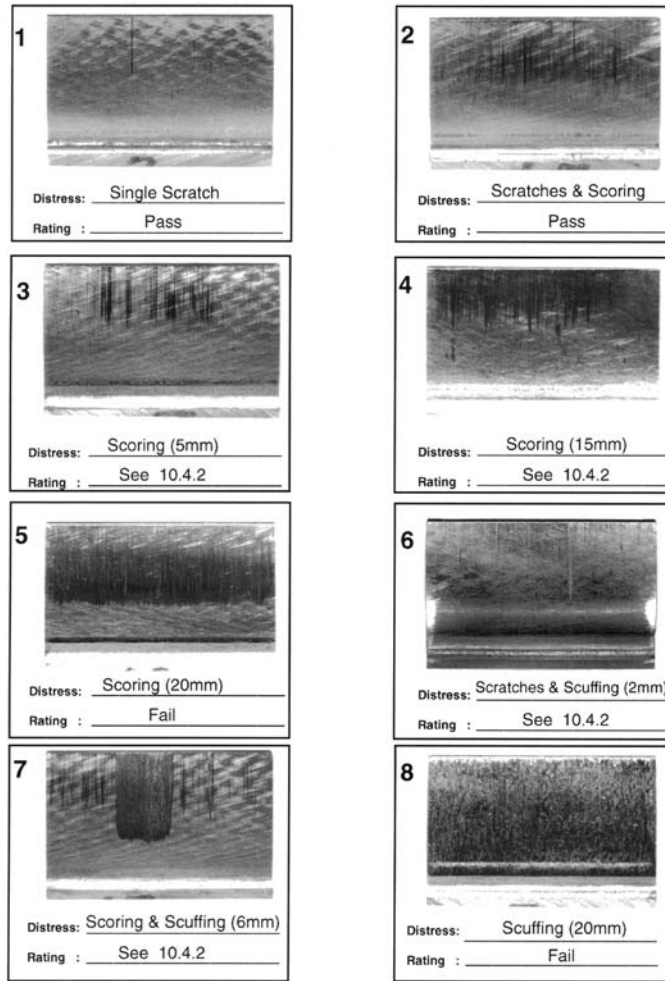 1
Distress: Single Scratch
Rating : Pass
2
Distress: Scratches & Scoring
Rating : Pass
3
Distress: Scoring (5mm)
Rating : See 10.4.2
4
Distress: Scoring (15mm)
Rating : See 10.4.2
5
Distress: Scoring (20mm)
Rating : Fail
6
Distress: Scratches & Scuffing (2mm)
Rating : See 10.4.2
7
Distress: Scoring & Scuffing (6mm)
Rating : See 10.4.2
8
Distress: Scuffing (20mm)
Rating : Fail